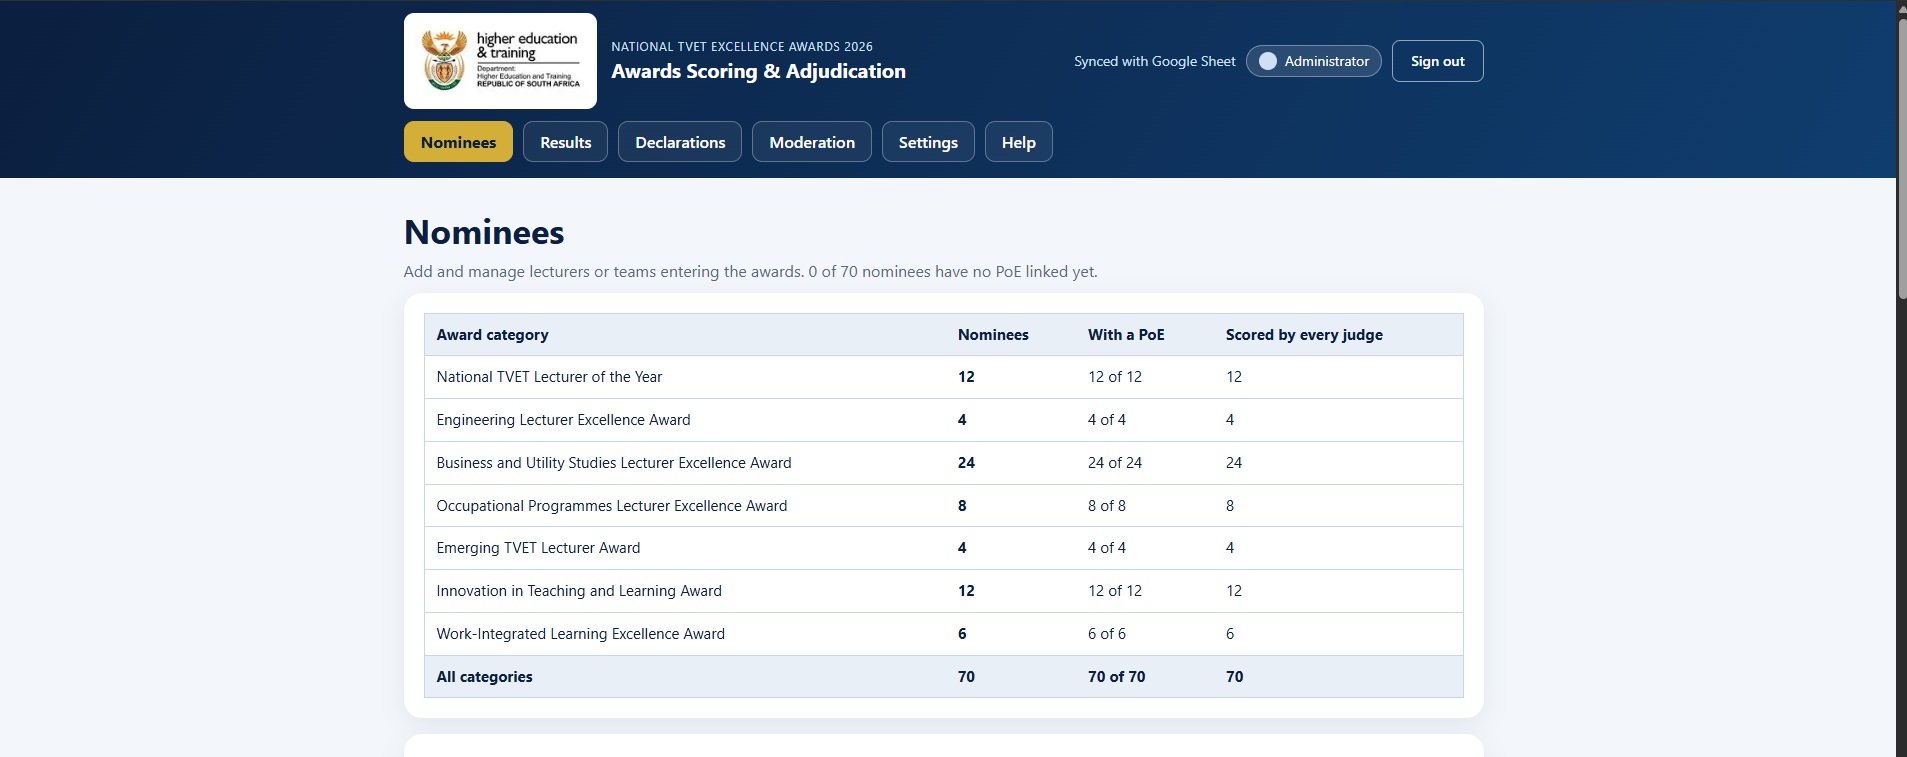 higher education
& training
Department:
Higher Education and Training
REPUBLIC OF SOUTH AFRICA
NATIONAL TVET EXCELLENCE AWARDS 2026
Awards Scoring & Adjudication
Synced with Google Sheet
Administrator
Sign out
Nominees
Results
Declarations
Moderation
Settings
Help
Nominees
Add and manage lecturers or teams entering the awards. 0 of 70 nominees have no PoE linked yet.
Award category Nominees With a PoE Scored by every judge
National TVET Lecturer of the Year 12 12 of 12 12
Engineering Lecturer Excellence Award 4 4 of 4 4
Business and Utility Studies Lecturer Excellence Award 24 24 of 24 24
Occupational Programmes Lecturer Excellence Award 8 8 of 8 8
Emerging TVET Lecturer Award 4 4 of 4 4
Innovation in Teaching and Learning Award 12 12 of 12 12
Work-Integrated Learning Excellence Award 6 6 of 6 6
All categories 70 70 of 70 70